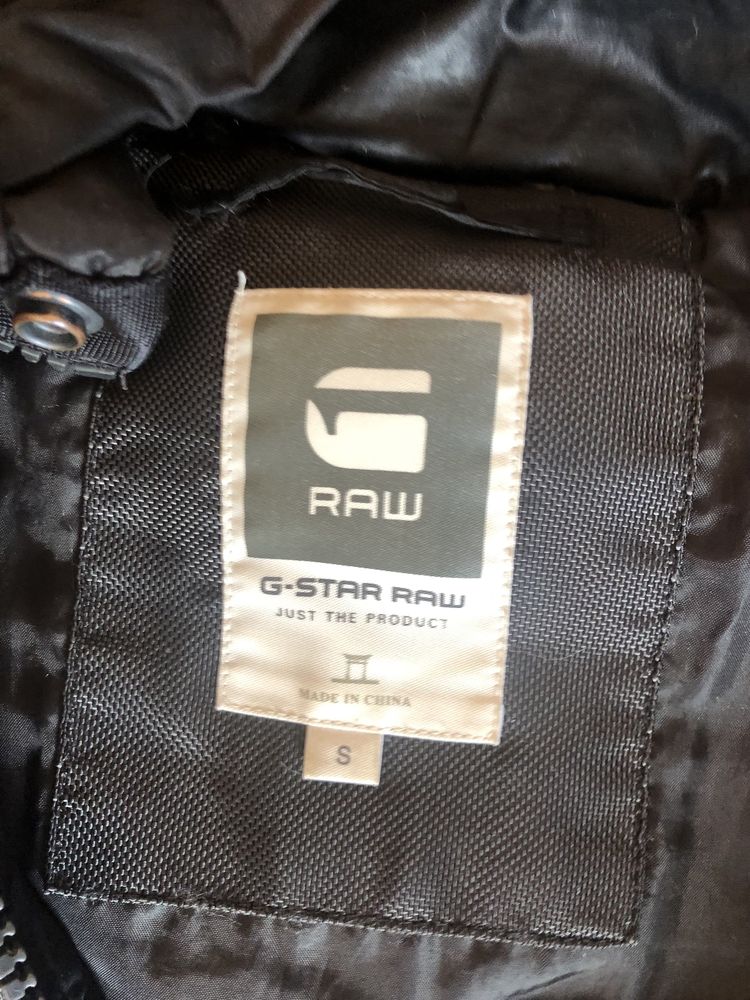 RAW
G-STAR RAW
JUST THE PRODUCT
MADE IN CHINA
S